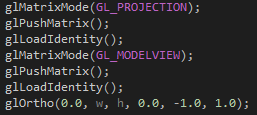 glMatrixMode(GL_PROJECTION);
glPushMatrix();
glLoadIdentity();
glMatrixMode(GL_MODELVIEW);
glPushMatrix();
glLoadIdentity();
glOrtho(0.0, w, h, 0.0, -1.0, 1.0);